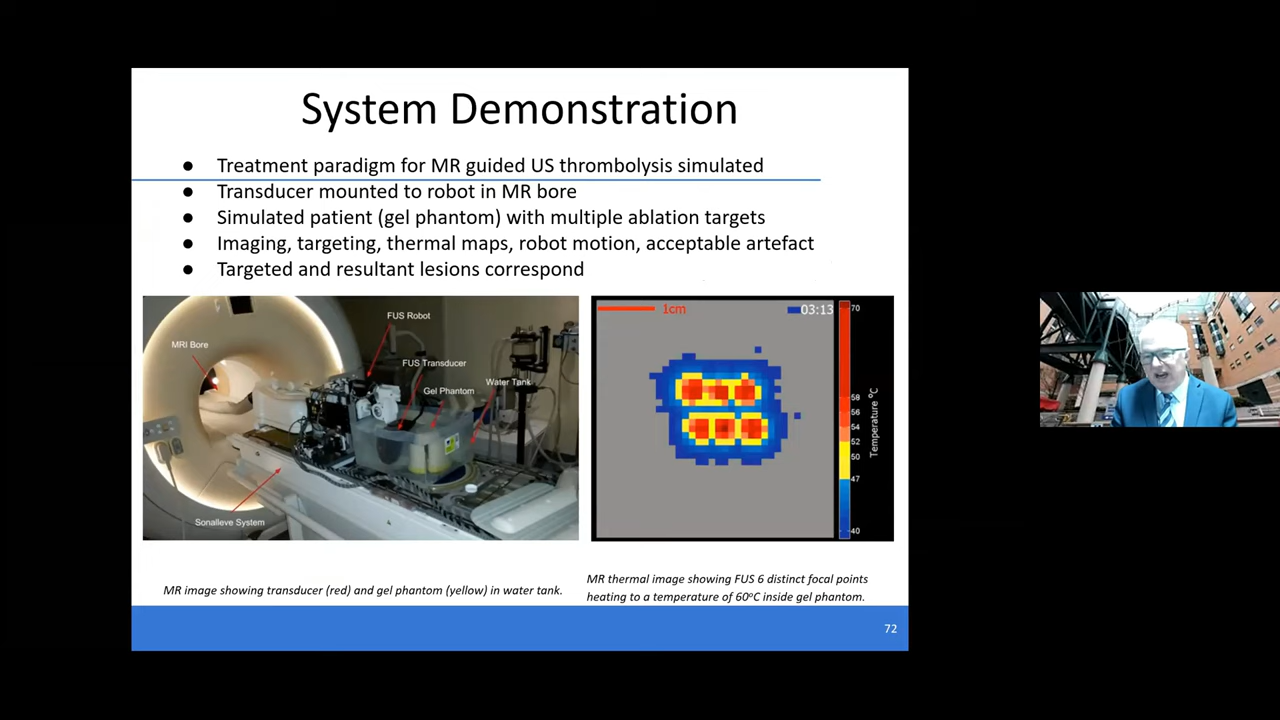 System Demonstration
● Treatment paradigm for MR guided US thrombolysis simulated
● Transducer mounted to robot in MR bore
● Simulated patient (gel phantom) with multiple ablation targets
● Imaging, targeting, thermal maps, robot motion, acceptable artefact
● Targeted and resultant lesions correspond
FUS Robot
MRI Bore
FUS Transducer
Gel Phantom
Water Tank
Sonalleve System
1cm
03:13
70
58
56
54
52
50
47
40
Temperature °C
MR image showing transducer (red) and gel phantom (yellow) in water tank.
MR thermal image showing FUS 6 distinct focal points
heating to a temperature of 60°C inside gel phantom.
72